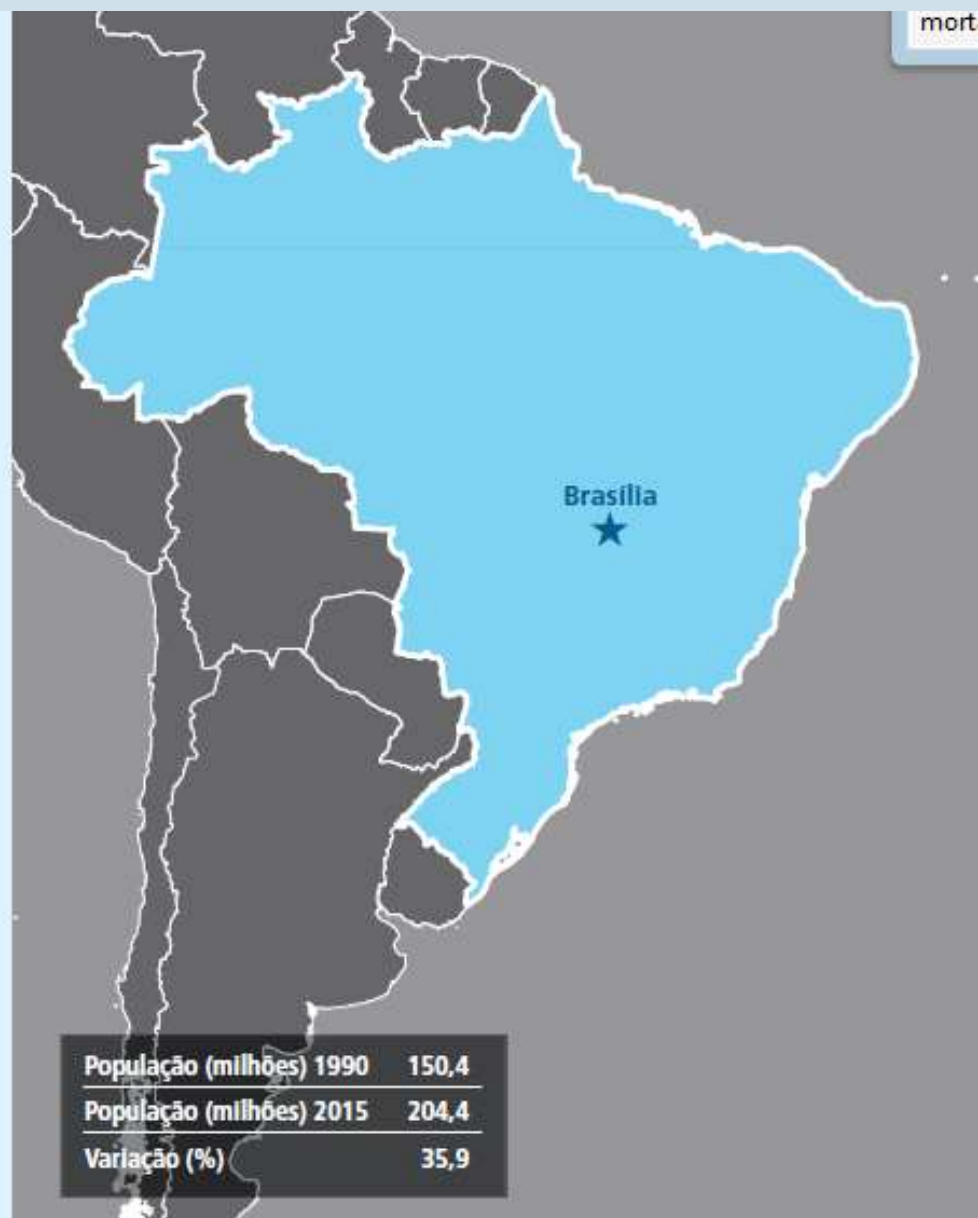 mort
Brasília
População (milhões) 1990 150,4
População (milhões) 2015 204,4
Variação (%) 35,9